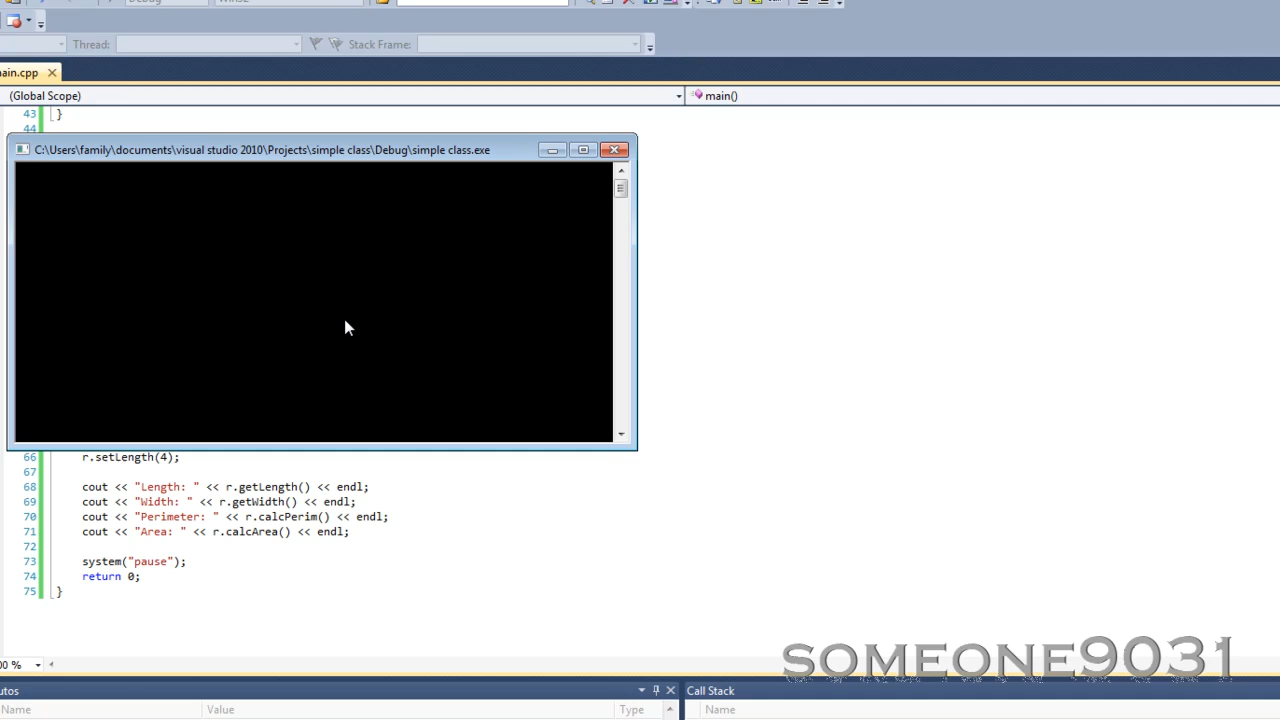 Debug
Thread:
Stack Frame:
ain.cpp
(Global Scope)
main()
43 }
44
C:\Users\family\documents\visual studio 2010\Projects\simple class\Debug\simple class.exe
66 r.setLength(4);
67
68 cout << "Length: " << r.getLength() << endl;
69 cout << "Width: " << r.getWidth() << endl;
70 cout << "Perimeter: " << r.calcPerim() << endl;
71 cout << "Area: " << r.calcArea() << endl;
72
73 system("pause");
74 return 0;
75 }
SOMEONE9031
00 %
utos
Call Stack
Name
Value
Type
Name